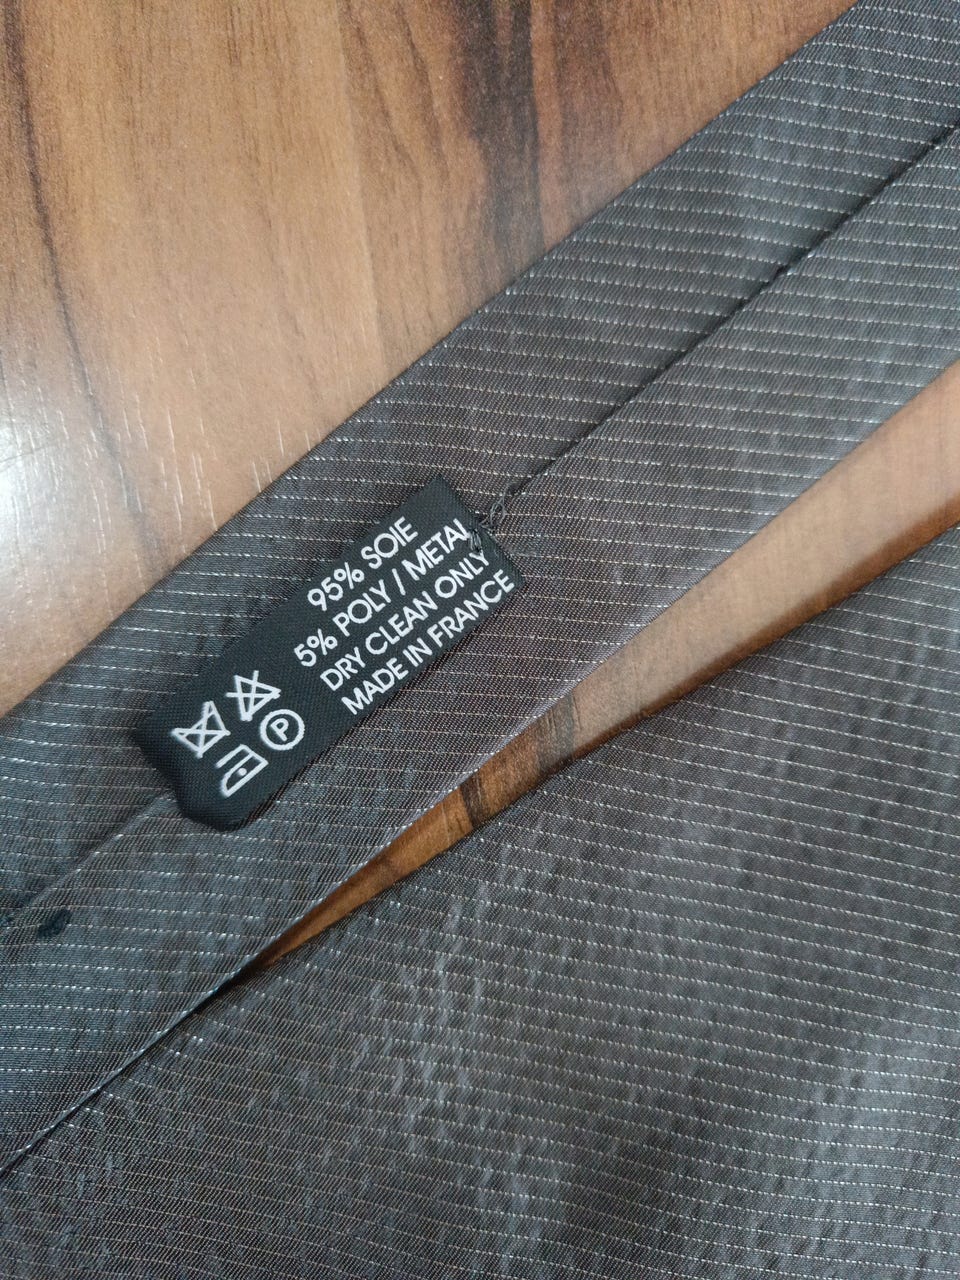 95% SOIE
5% POLY / METAL
DRY CLEAN ONLY
MADE IN FRANCE
P